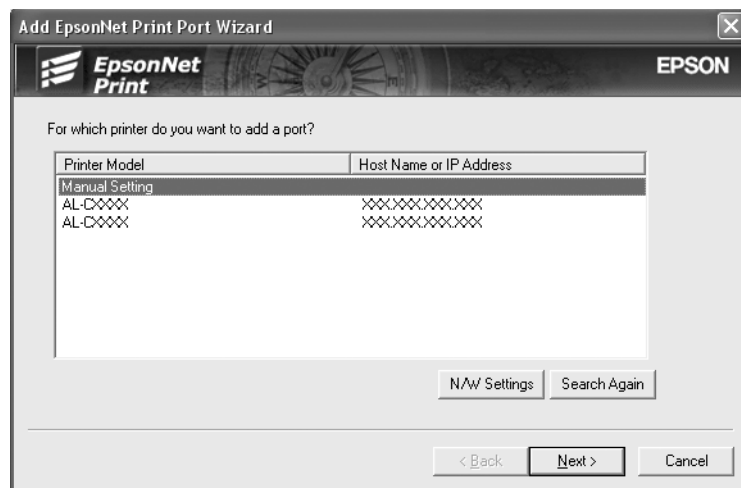 Add EpsonNet Print Port Wizard
EpsonNet
Print
EPSON
For which printer do you want to add a port?
Printer Model Host Name or IP Address
Manual Setting
AL-CXXXX XXX.XXX.XXX.XXX
AL-CXXXX XXX.XXX.XXX.XXX
N/W Settings Search Again
< Back Next > Cancel